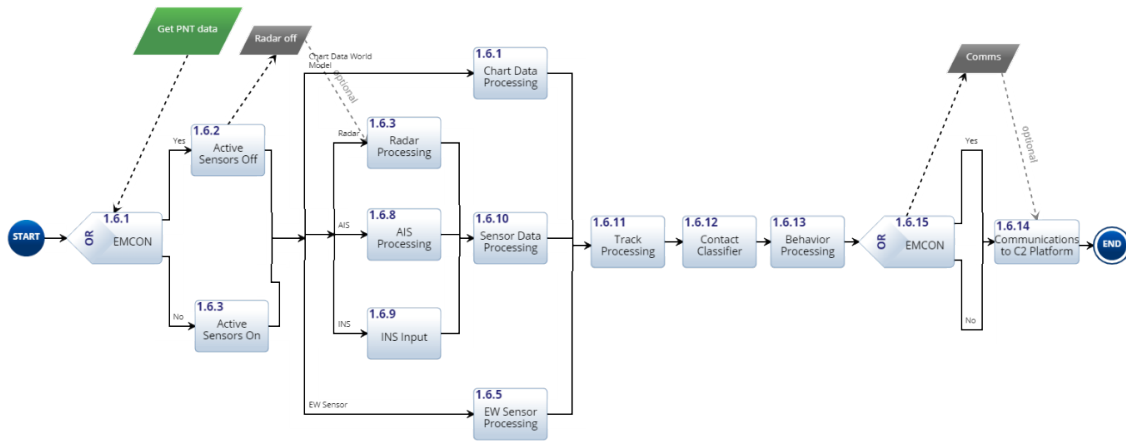 Get PNT data
Radar off
Comms
Chart Data World
Model
optional
1.6.1
Chart Data
Processing
1.6.2
Active
Sensors Off
Yes
Radar
1.6.3
Radar
Processing
Yes
optional
START
OR
1.6.1
EMCON
AIS
1.6.8
AIS
Processing
1.6.10
Sensor Data
Processing
1.6.11
Track
Processing
1.6.12
Contact
Classifier
1.6.13
Behavior
Processing
OR
1.6.15
EMCON
1.6.14
Communications
to C2 Platform
END
No
1.6.3
Active
Sensors On
INS
1.6.9
INS Input
No
EW Sensor
1.6.5
EW Sensor
Processing